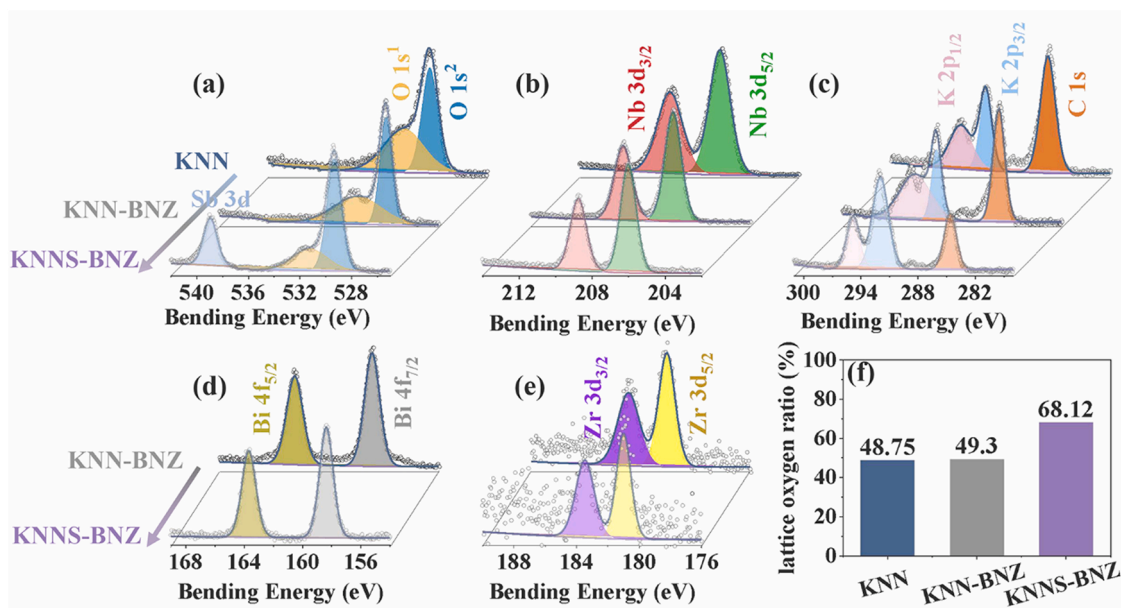 (a)
O 1s1
O 1s2
KNN
KNN-BNZ
Sb 3d
KNNS-BNZ
540 536 532 528
Bending Energy (eV)
(b)
Nb 3d3/2
Nb 3d5/2
212 208 204
Bending Energy (eV)
(c)
K 2p1/2
K 2p3/2
C 1s
300 294 288 282
Bending Energy (eV)
(d)
Bi 4f5/2
Bi 4f7/2
KNN-BNZ
KNNS-BNZ
168 164 160 156
Bending Energy (eV)
(e)
Zr 3d3/2
Zr 3d5/2
188 184 180 176
Bending Energy (eV)
(f)
lattice oxygen ratio (%)
100
80
60
40
20
0
48.75
49.3
68.12
KNN
KNN-BNZ
KNNS-BNZ